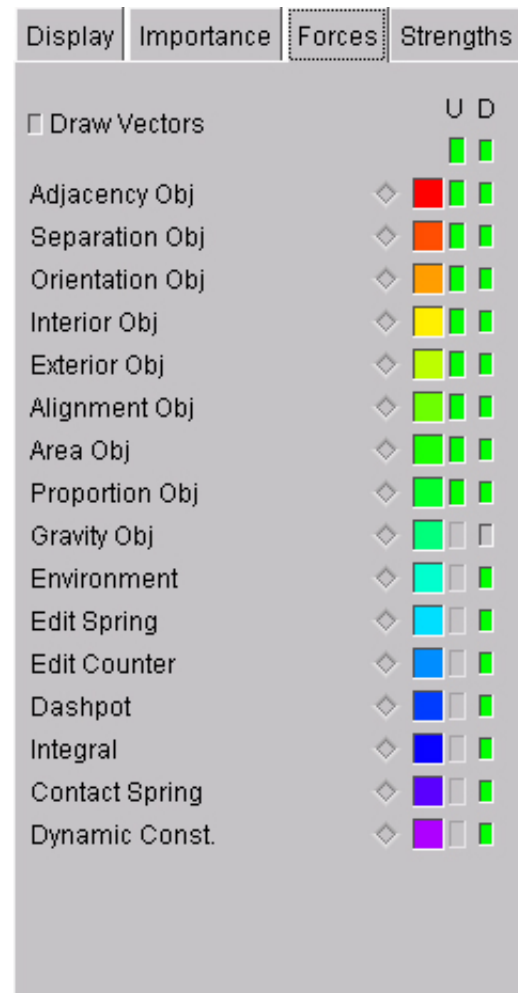 Display Importance Forces Strengths
U D
Draw Vectors
Adjacency Obj
Separation Obj
Orientation Obj
Interior Obj
Exterior Obj
Alignment Obj
Area Obj
Proportion Obj
Gravity Obj
Environment
Edit Spring
Edit Counter
Dashpot
Integral
Contact Spring
Dynamic Const.